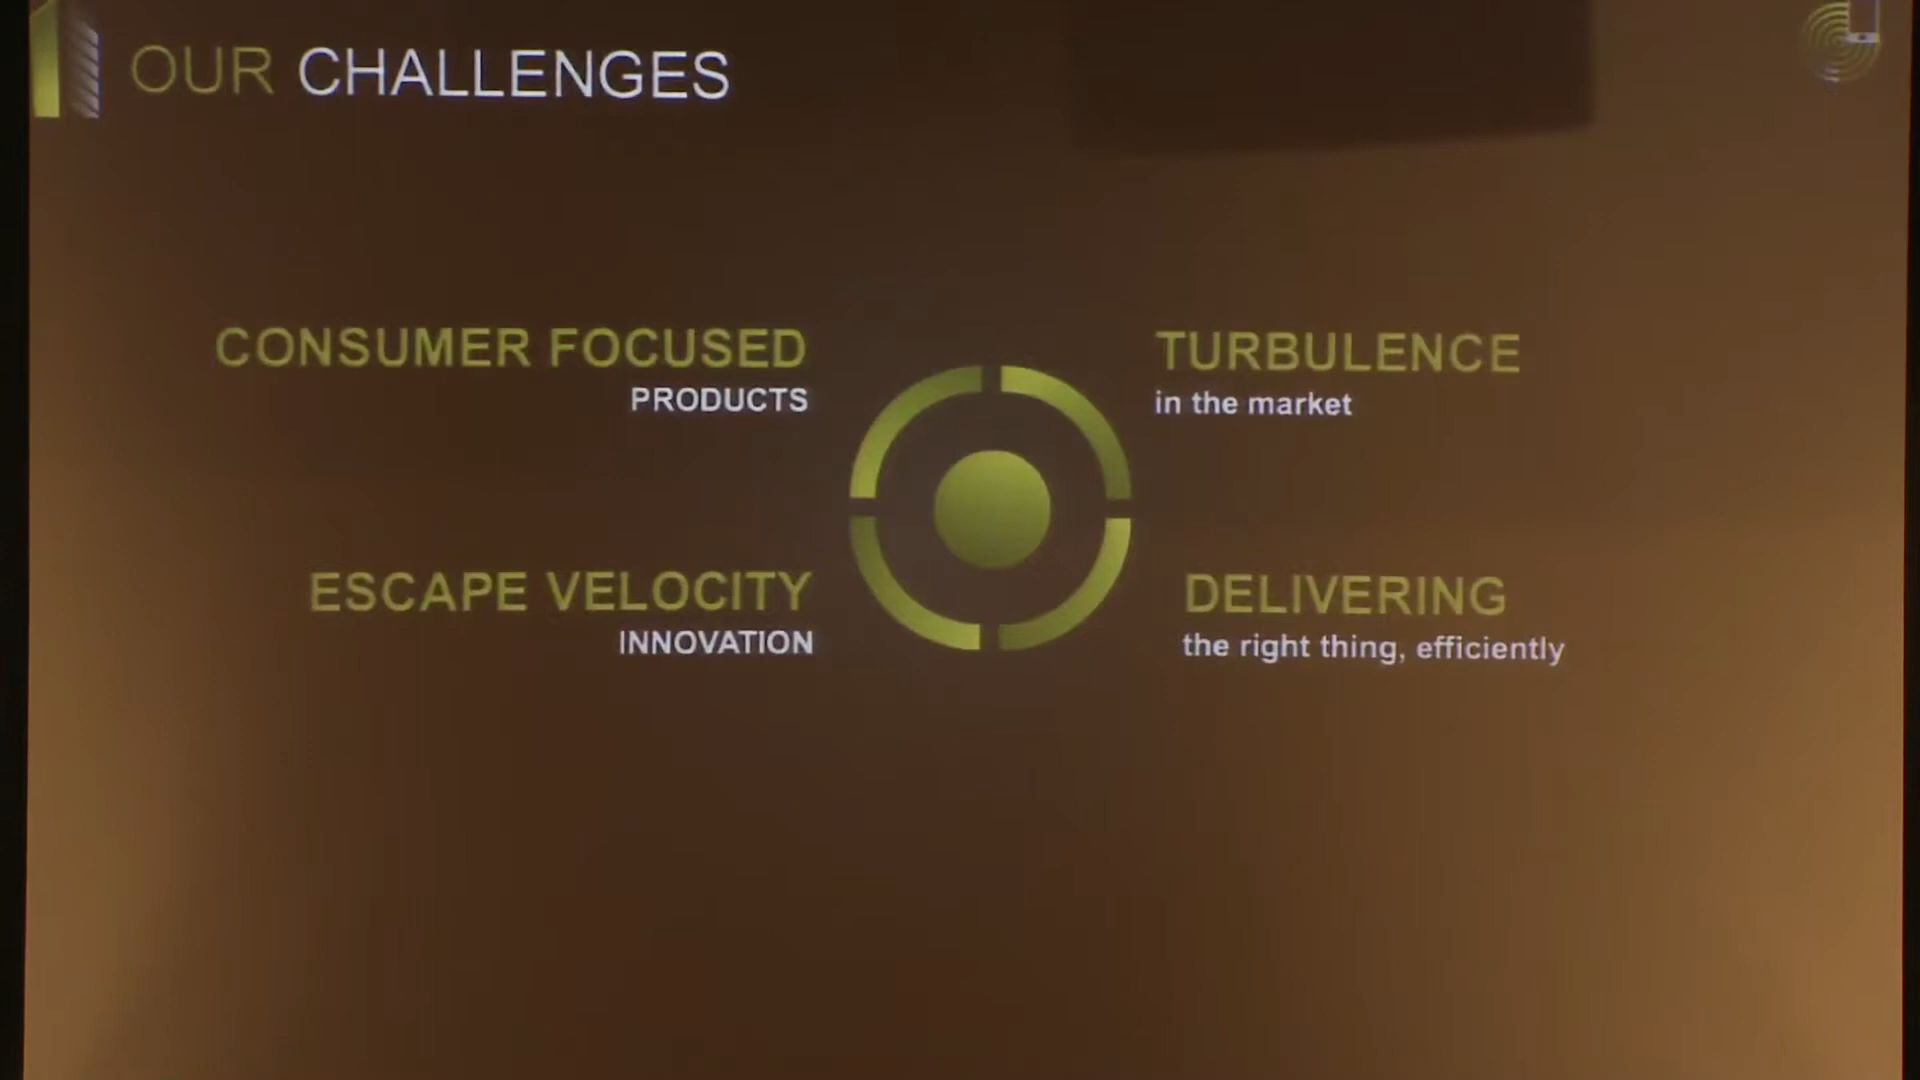 OUR CHALLENGES
CONSUMER FOCUSED
PRODUCTS
TURBULENCE
in the market
ESCAPE VELOCITY
INNOVATION
DELIVERING
the right thing, efficiently